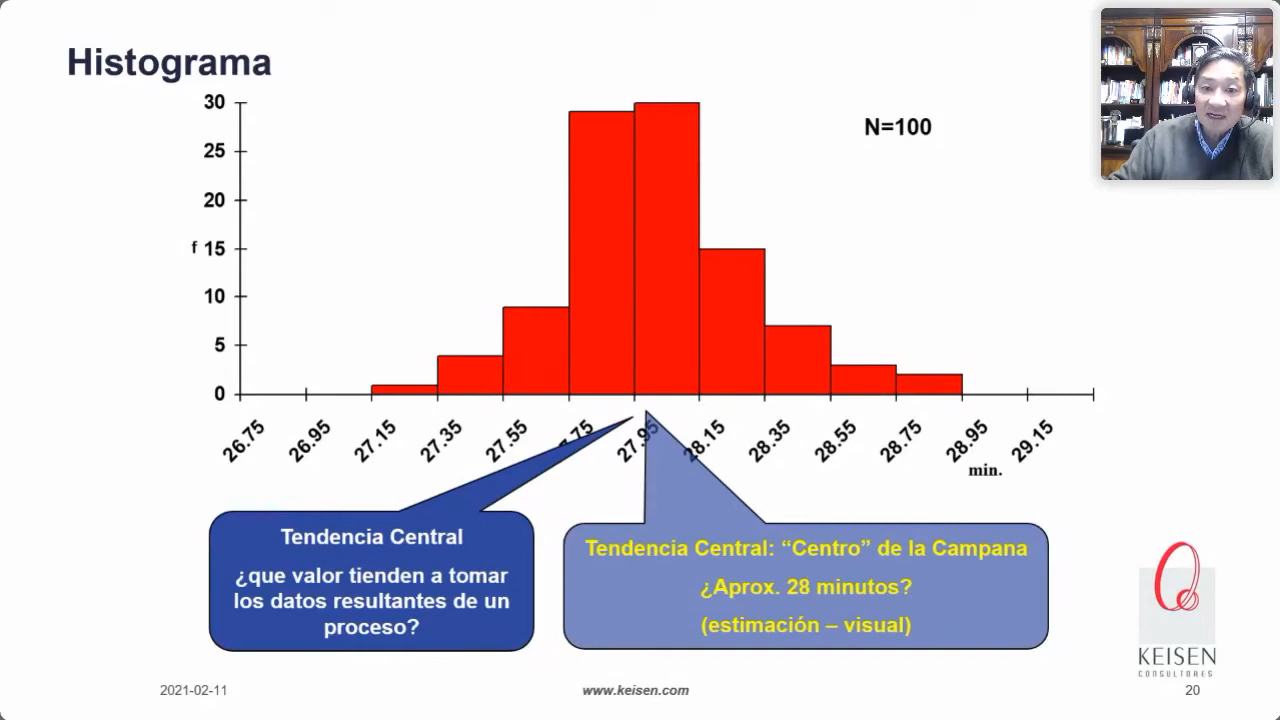 Histograma
30
25
20
f 15
10
5
0
N=100
26.75
26.95
27.15
27.35
27.55
27.95
28.15
28.35
28.55
28.75
28.95
29.15
min.
Tendencia Central
¿que valor tienden a tomar
los datos resultantes de un
proceso?
Tendencia Central: “Centro” de la Campana
¿Aprox. 28 minutos?
(estimación – visual)
KEISEN
CONSULTORES
2021-02-11
www.keisen.com
20